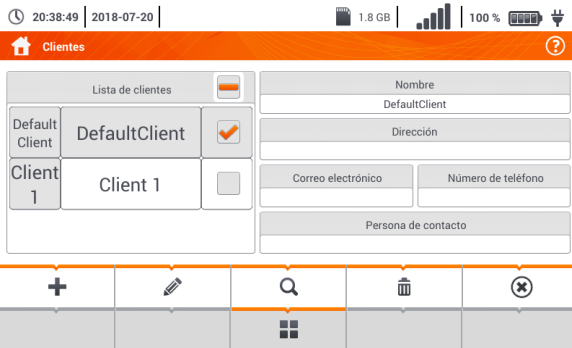 20:38:49 2018-07-20 1.8 GB 100 %
Clientes
Lista de clientes
Default
Client
DefaultClient
Client
1
Client 1
Nombre
DefaultClient
Dirección
Correo electrónico
Número de teléfono
Persona de contacto